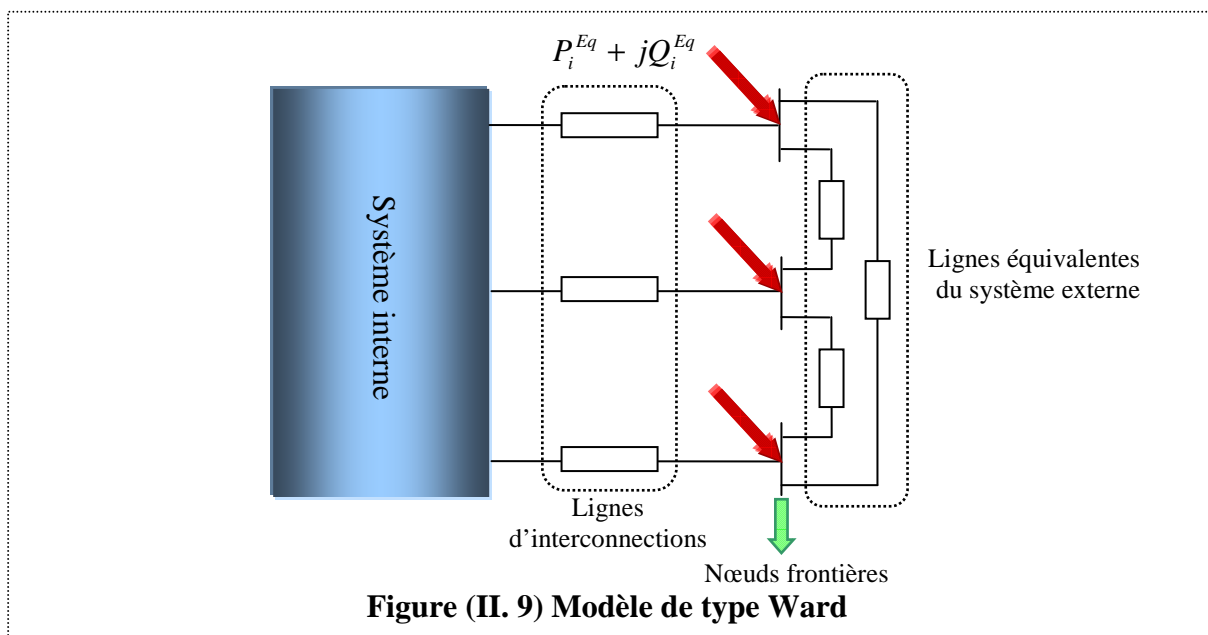 P_i^{Eq} + jQ_i^{Eq}
Système interne
Lignes équivalentes
du système externe
Lignes
d’interconnections
Nœuds frontières
Figure (II. 9) Modèle de type Ward